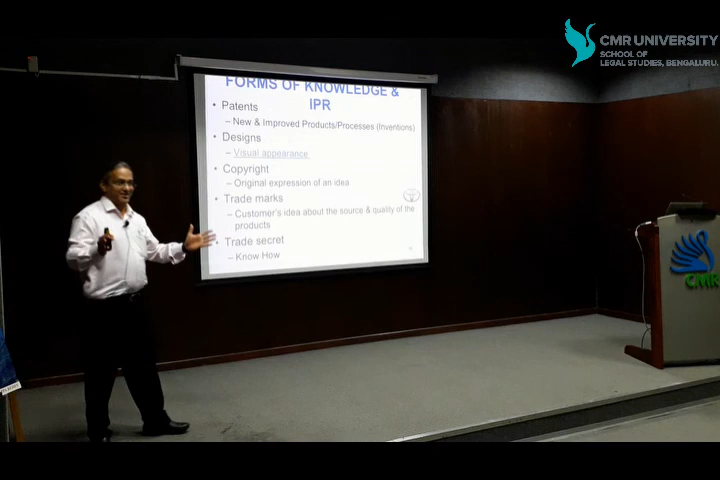 CMR UNIVERSITY
SCHOOL OF
LEGAL STUDIES, BENGALURU.
FORMS OF KNOWLEDGE &
IPR
• Patents
– New & Improved Products/Processes (Inventions)
• Designs
– Visual appearance
• Copyright
– Original expression of an idea
• Trade marks
– Customer's idea about the source & quality of the
products
• Trade secret
– Know How
CMR